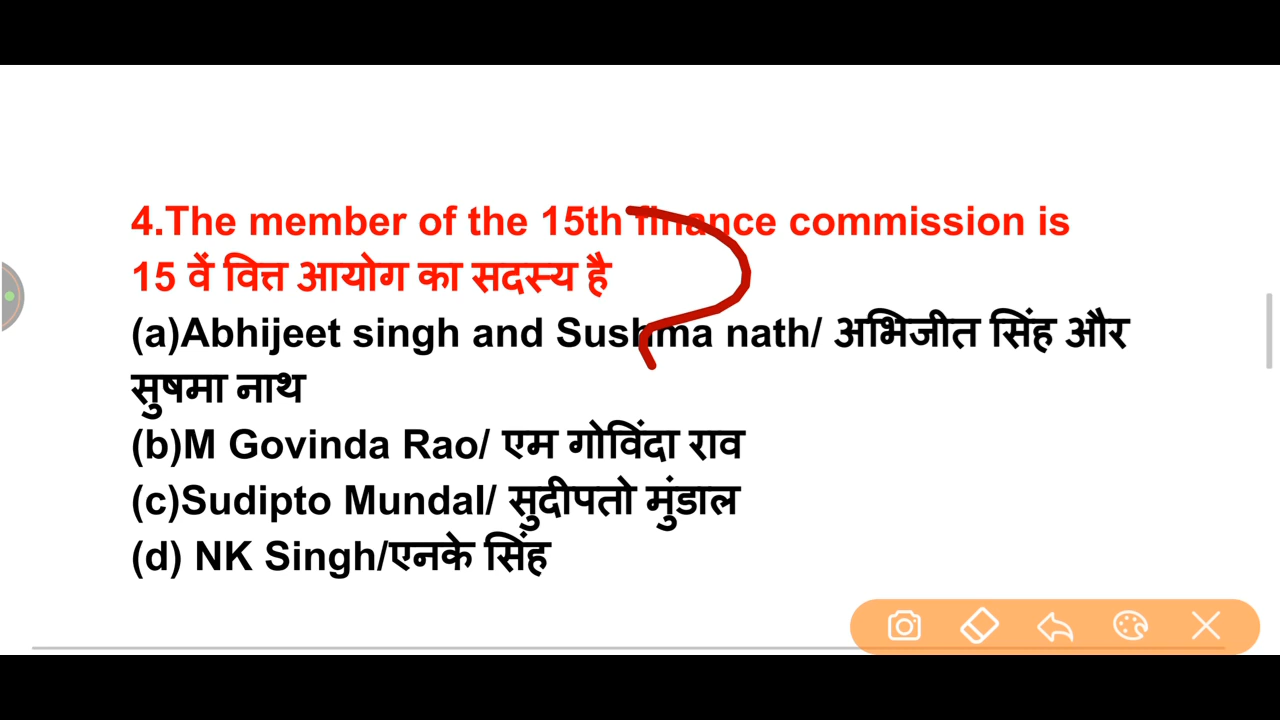 4.The member of the 15th finance commission is
15 वें वित्त आयोग का सदस्य है
(a)Abhijeet singh and Sushma nath/ अभिजीत सिंह और
सुषमा नाथ
(b)M Govinda Rao/ एम गोविंदा राव
(c)Sudipto Mundal/ सुदीपतो मुंडाल
(d) NK Singh/एनके सिंह